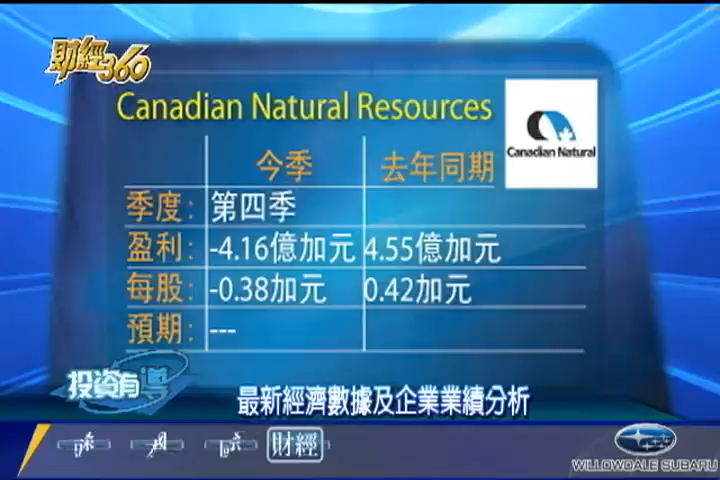 財經360
Canadian Natural Resources
Canadian Natural
今季 去年同期
季度: 第四季
盈利: -4.16億加元 4.55億加元
每股: -0.38加元 0.42加元
預期: ---
投資有導
最新經濟數據及企業業績分析
財經
SUBARU
WILLOWDALE SUBARU